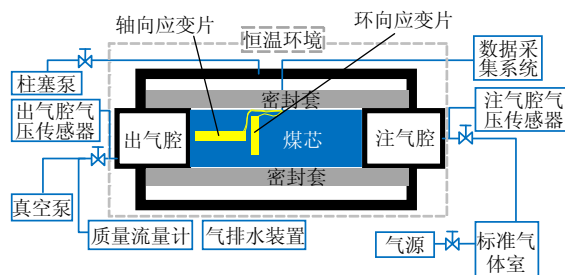 轴向应变片
环向应变片
恒温环境
数据采
集系统
柱塞泵
密封套
出气腔气
压传感器
注气腔气
压传感器
出气腔
煤芯
注气腔
密封套
真空泵
质量流量计
气排水装置
气源
标准气
体室